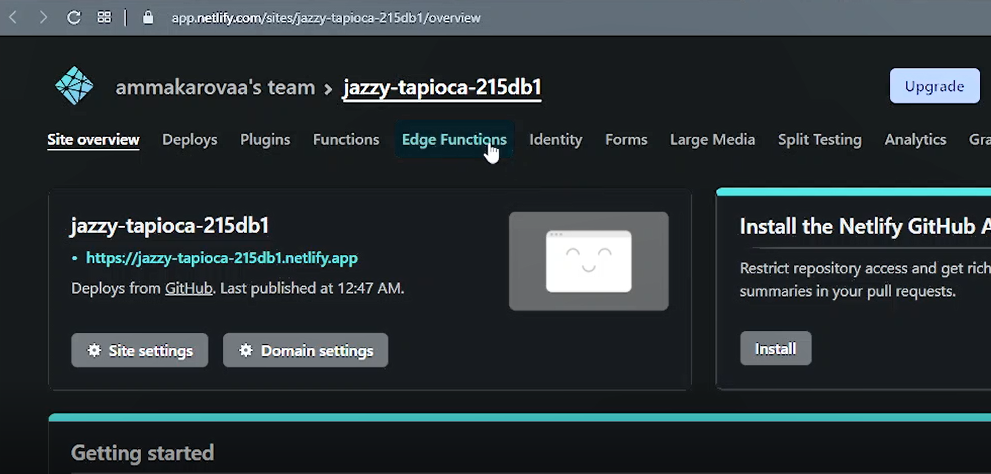 app.netlify.com/sites/jazzy-tapioca-215db1/overview
ammakarovaa's team › jazzy-tapioca-215db1
Upgrade
Site overview Deploys Plugins Functions Edge Functions Identity Forms Large Media Split Testing Analytics Gra
jazzy-tapioca-215db1
• https://jazzy-tapioca-215db1.netlify.app
Deploys from GitHub. Last published at 12:47 AM.
Site settings Domain settings
Install the Netlify GitHub A
Restrict repository access and get rich
summaries in your pull requests.
Install
Getting started